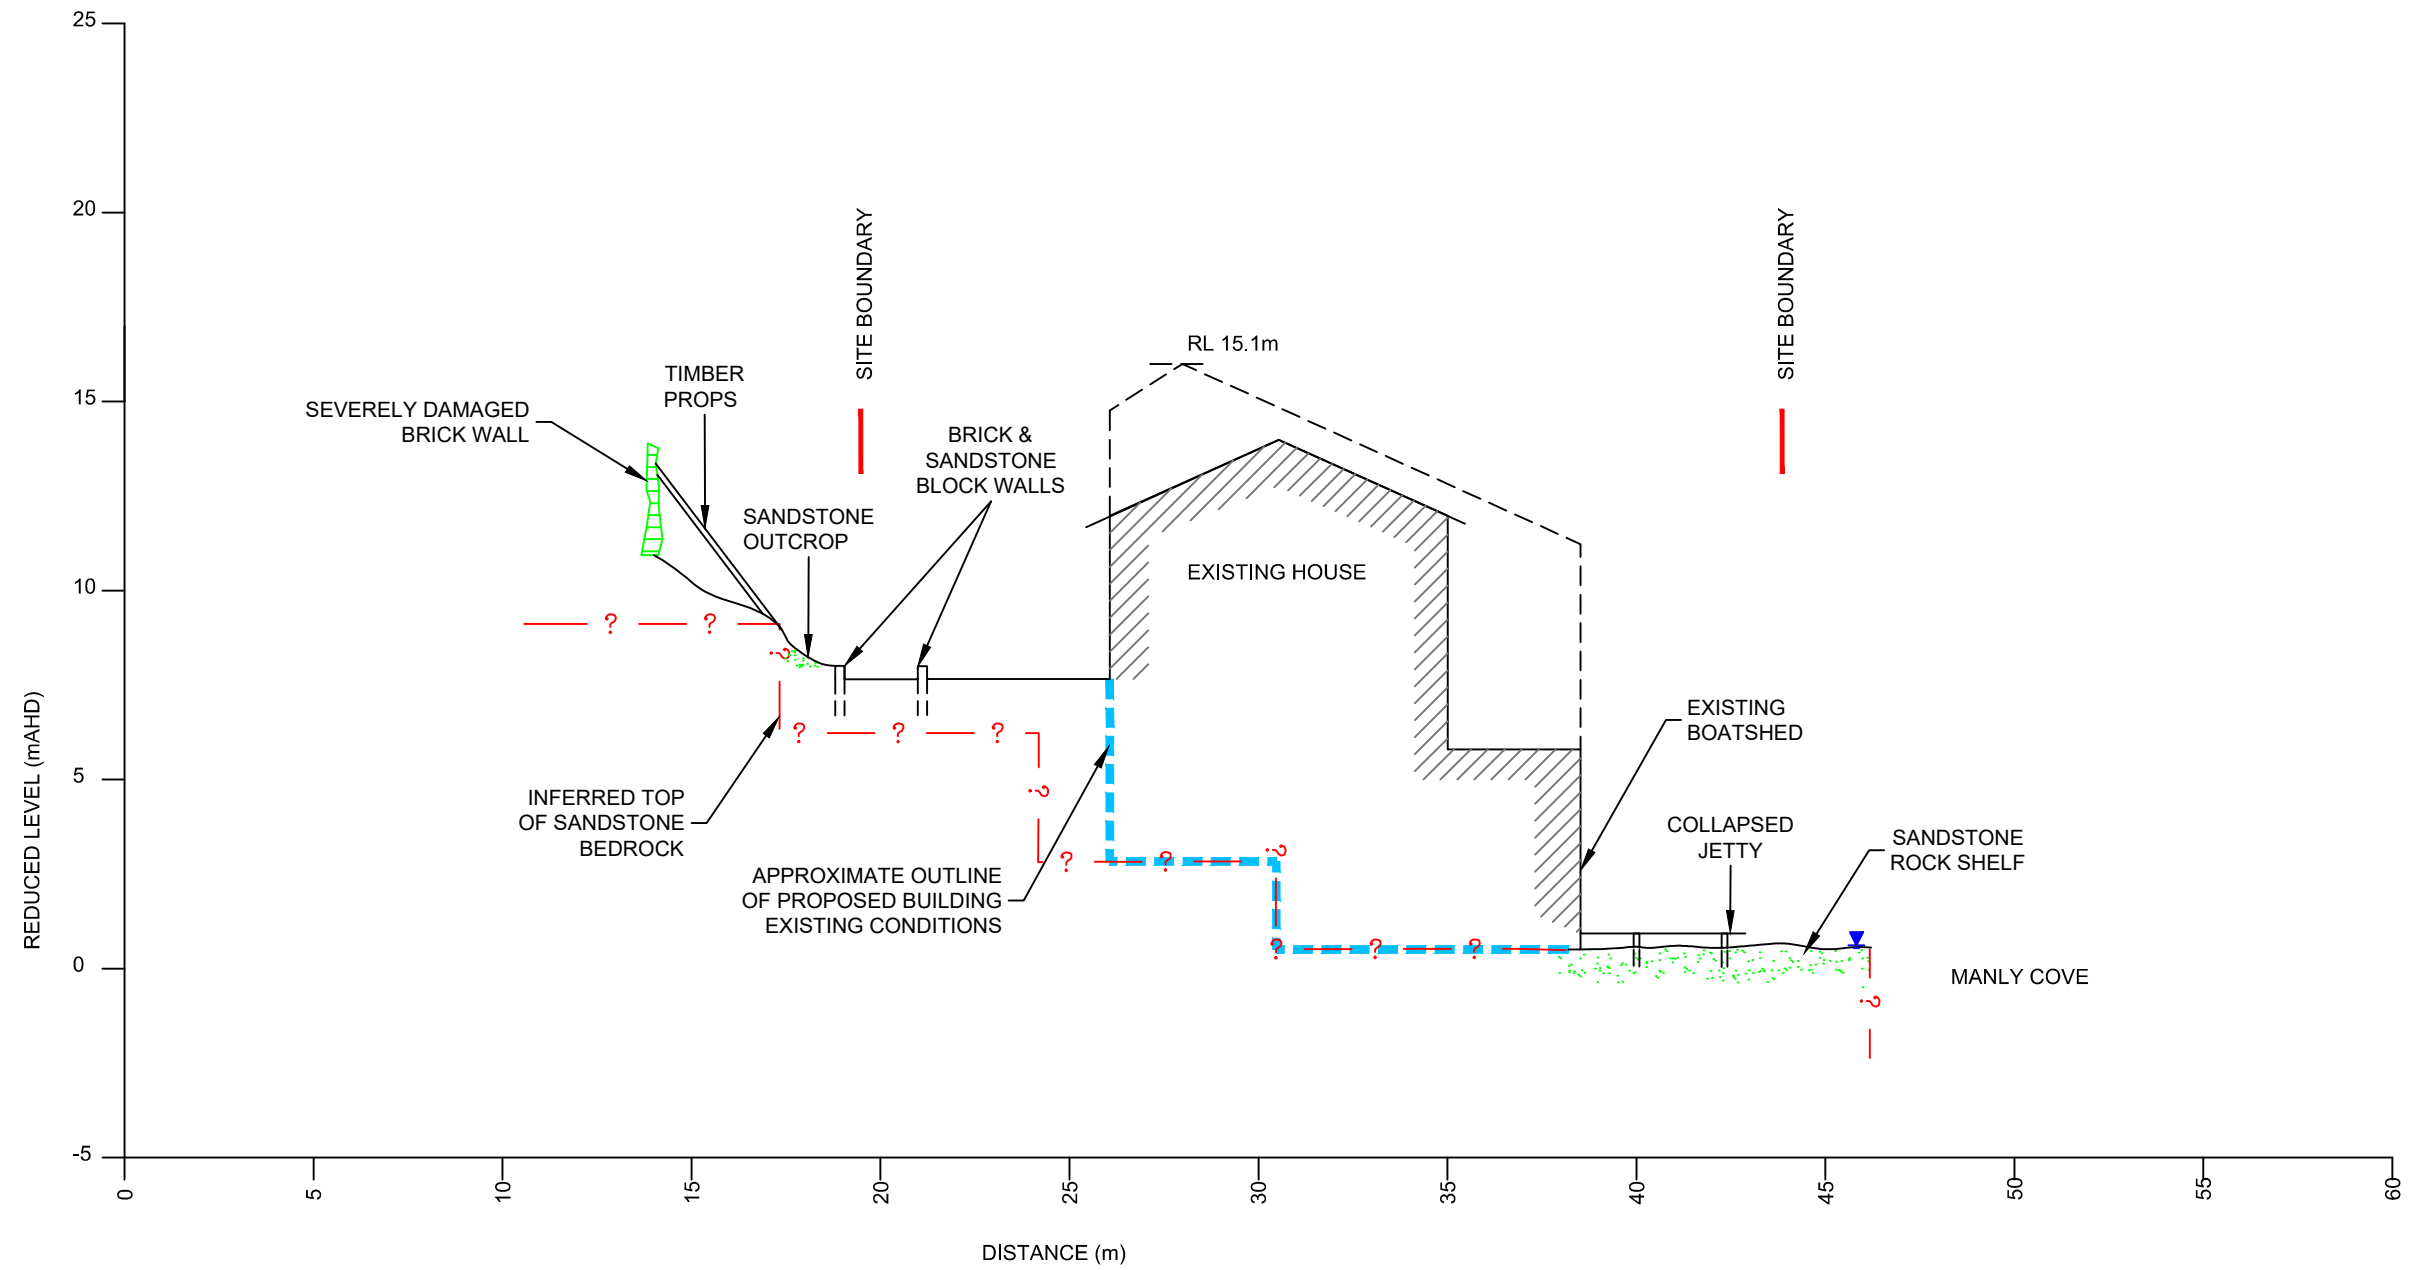 25
20
15
10
5
0
-5
REDUCED LEVEL (mAHD)
SITE BOUNDARY
SITE BOUNDARY
RL 15.1m
TIMBER
PROPS
SEVERELY DAMAGED
BRICK WALL
BRICK &
SANDSTONE
BLOCK WALLS
SANDSTONE
OUTCROP
EXISTING HOUSE
? ?
?
? ? ?
?
? ?
?
? ? ?
?
EXISTING
BOATSHED
INFERRED TOP
OF SANDSTONE
BEDROCK
COLLAPSED
JETTY
SANDSTONE
ROCK SHELF
APPROXIMATE OUTLINE
OF PROPOSED BUILDING
EXISTING CONDITIONS
MANLY COVE
0 5 10 15 20 25 30 35 40 45 50 55 60
DISTANCE (m)